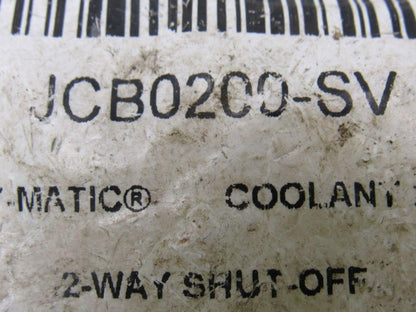 JCB0200-SV
-MATIC® COOLANT
2-WAY SHUT-OFF